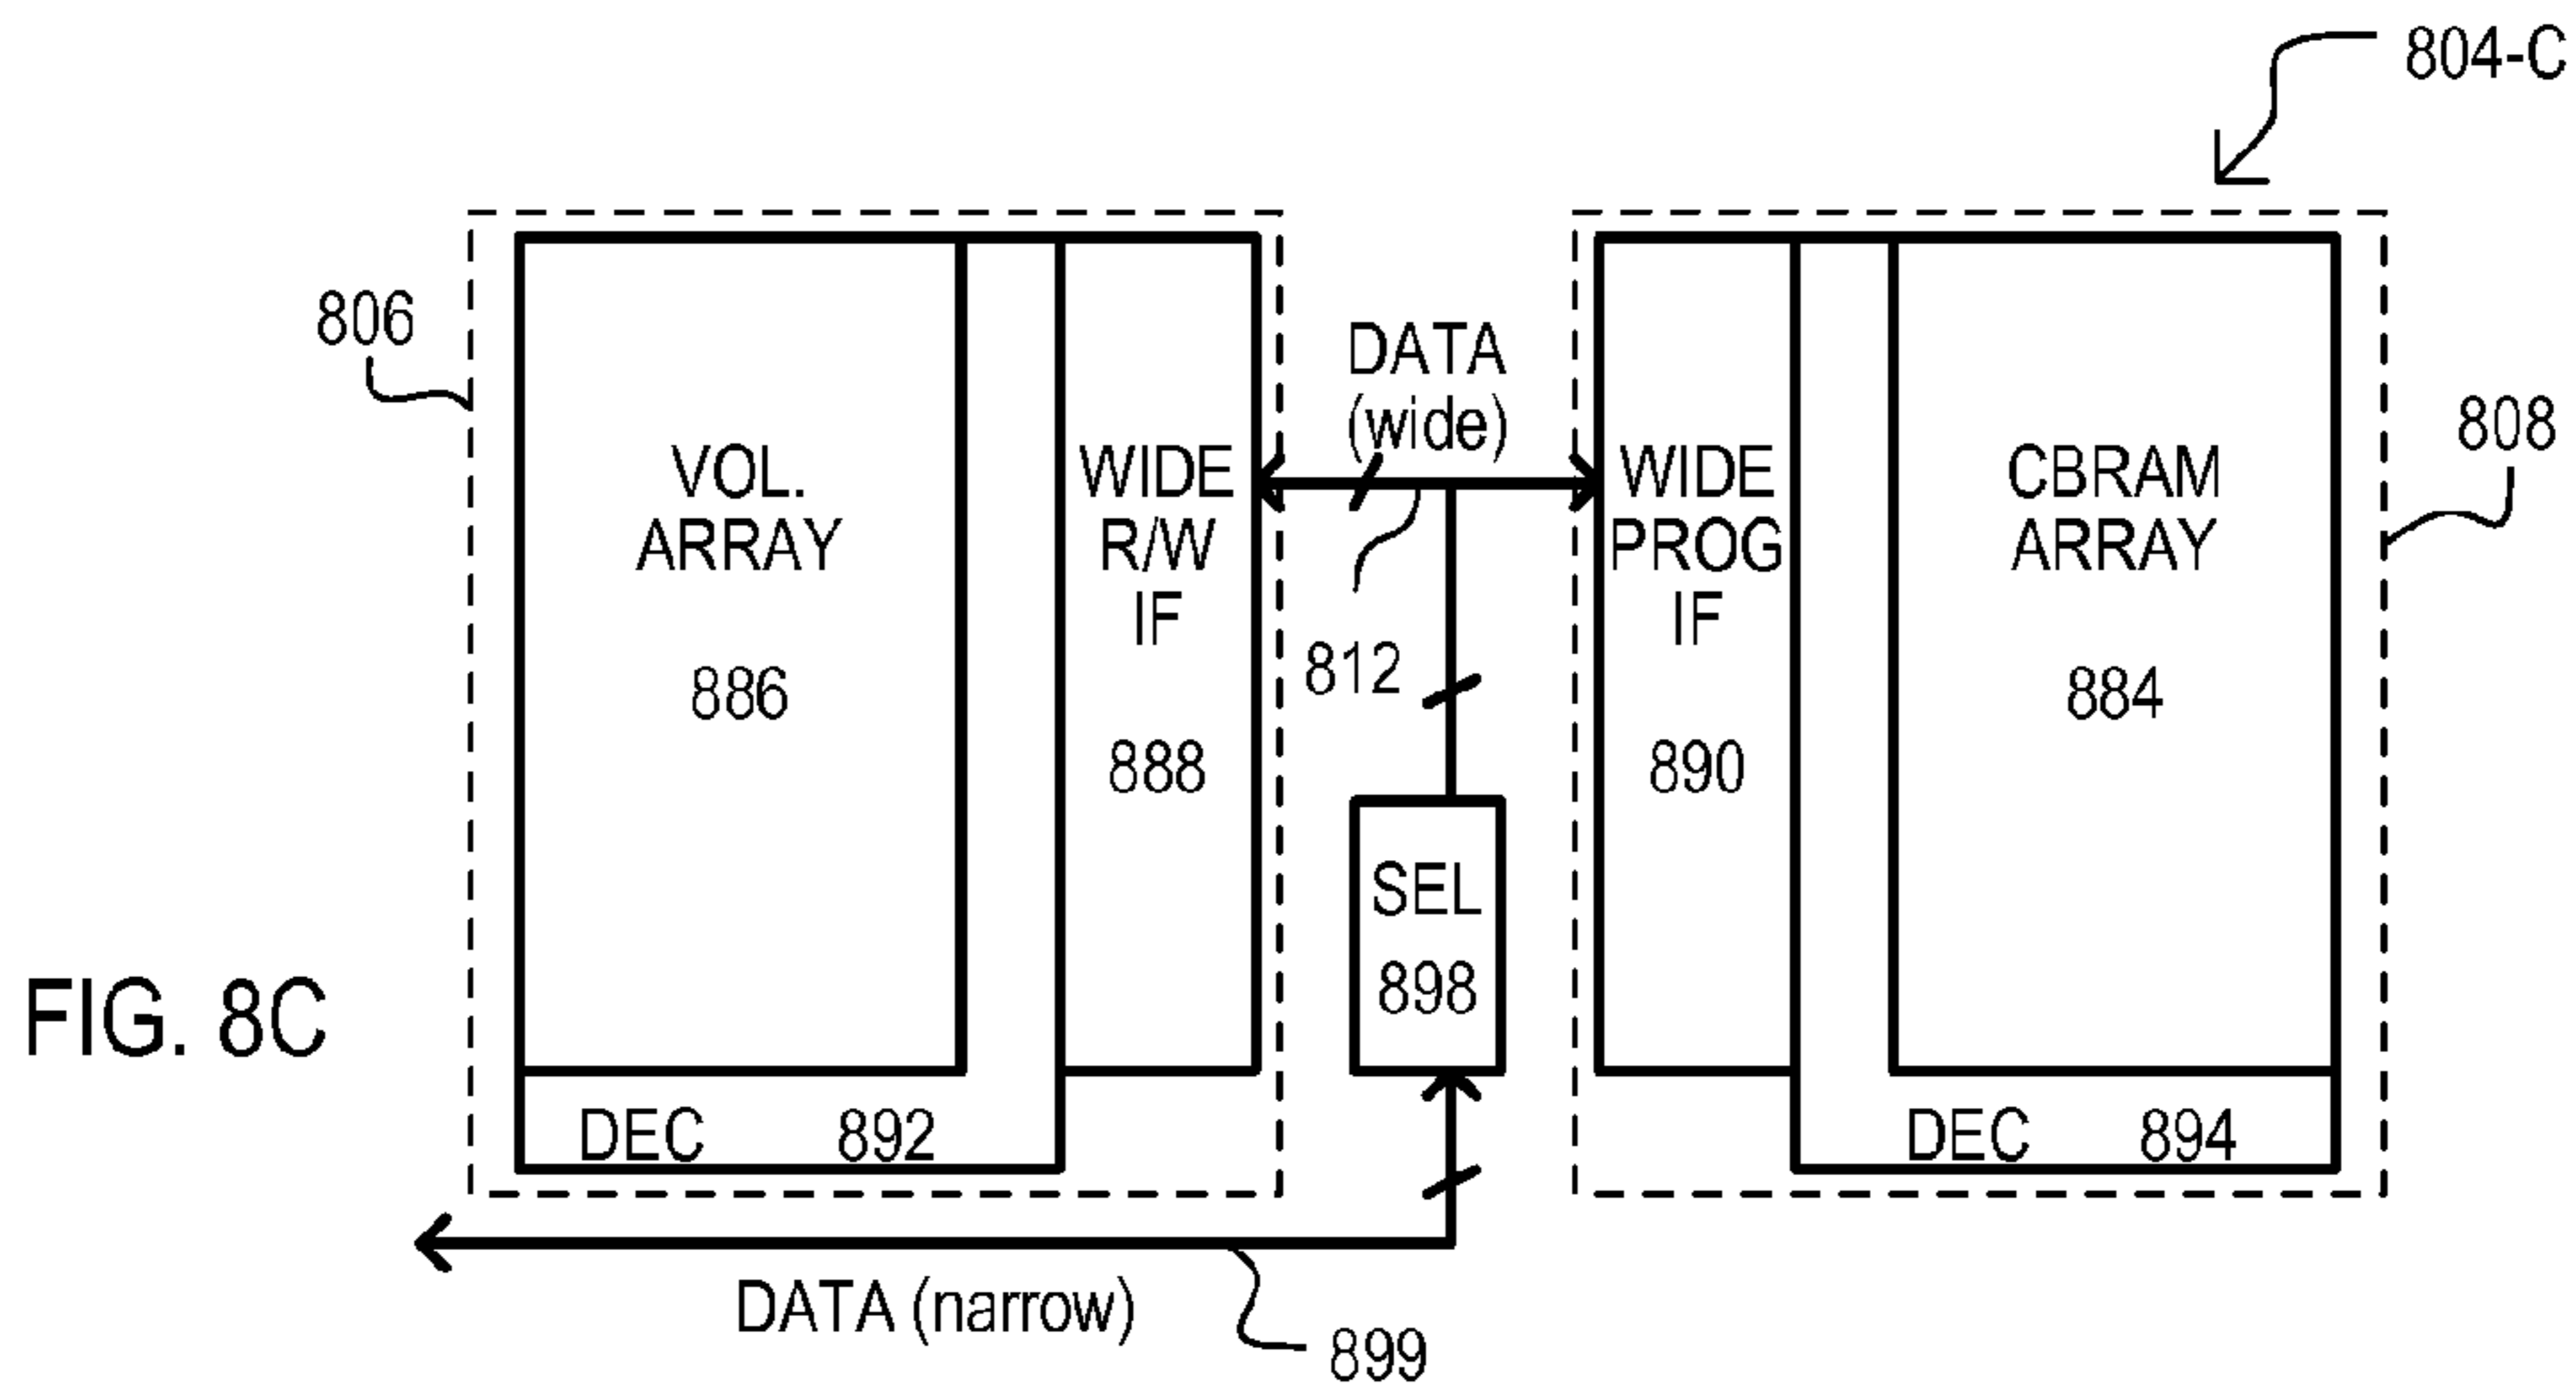 804-C
806
VOL.
ARRAY
886
WIDE
R/W
IF
888
DATA
(wide)
812
WIDE
PROG
IF
890
CBRAM
ARRAY
884
808
SEL
898
DEC 892
DEC 894
DATA (narrow)
899
FIG. 8C